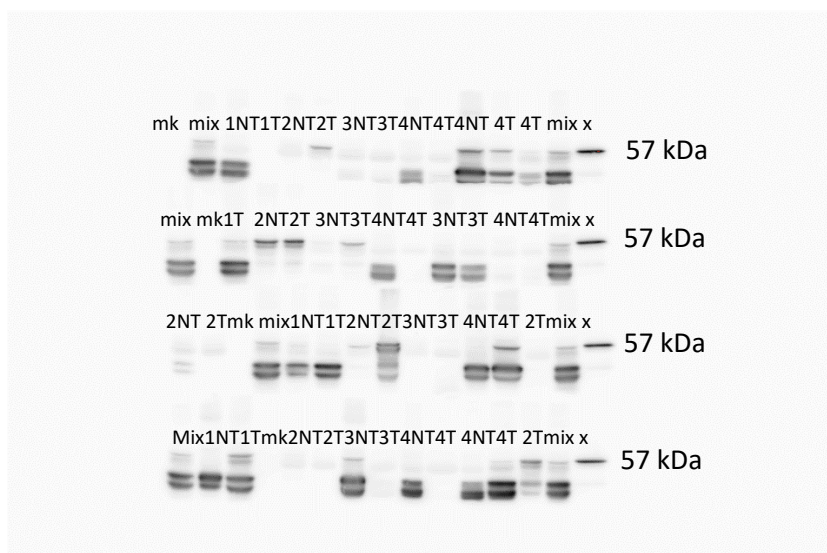 mk mix 1NT1T2NT2T 3NT3T4NT4T4NT 4T 4T mix x
57 kDa
mix mk1T 2NT2T 3NT3T4NT4T 3NT3T 4NT4Tmix x
57 kDa
2NT 2Tmk mix1NT1T2NT2T3NT3T 4NT4T 2Tmix x
57 kDa
Mix1NT1Tmk2NT2T3NT3T4NT4T 4NT4T 2Tmix x
57 kDa